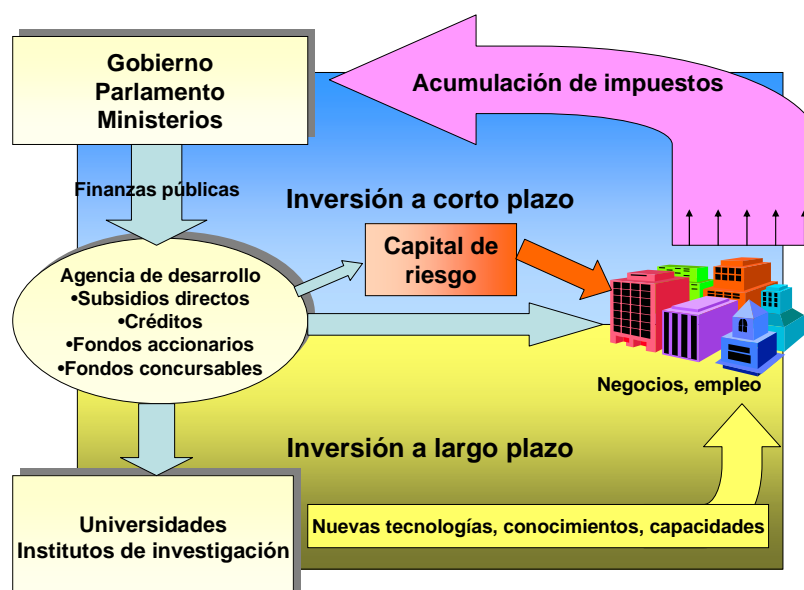 Gobierno
Parlamento
Ministerios
Acumulación de impuestos
Finanzas públicas
Inversión a corto plazo
Capital de
riesgo
Agencia de desarrollo
•Subsidios directos
•Créditos
•Fondos accionarios
•Fondos concursables
Negocios, empleo
Inversión a largo plazo
Universidades
Institutos de investigación
Nuevas tecnologías, conocimientos, capacidades